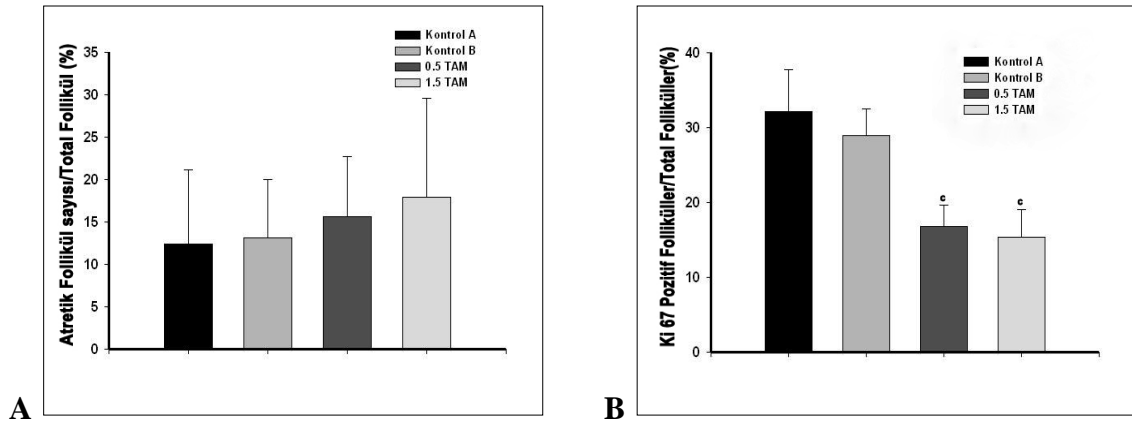 Atretik Follikül sayısı/Total Follikül (%)
35
30
25
20
15
10
5
0
Kontrol A
Kontrol B
0.5 TAM
1.5 TAM
A
Ki 67 Pozitif Folliküller/Total Folliküller(%)
40
30
20
10
0
Kontrol A
Kontrol B
0.5 TAM
1.5 TAM
c
c
B